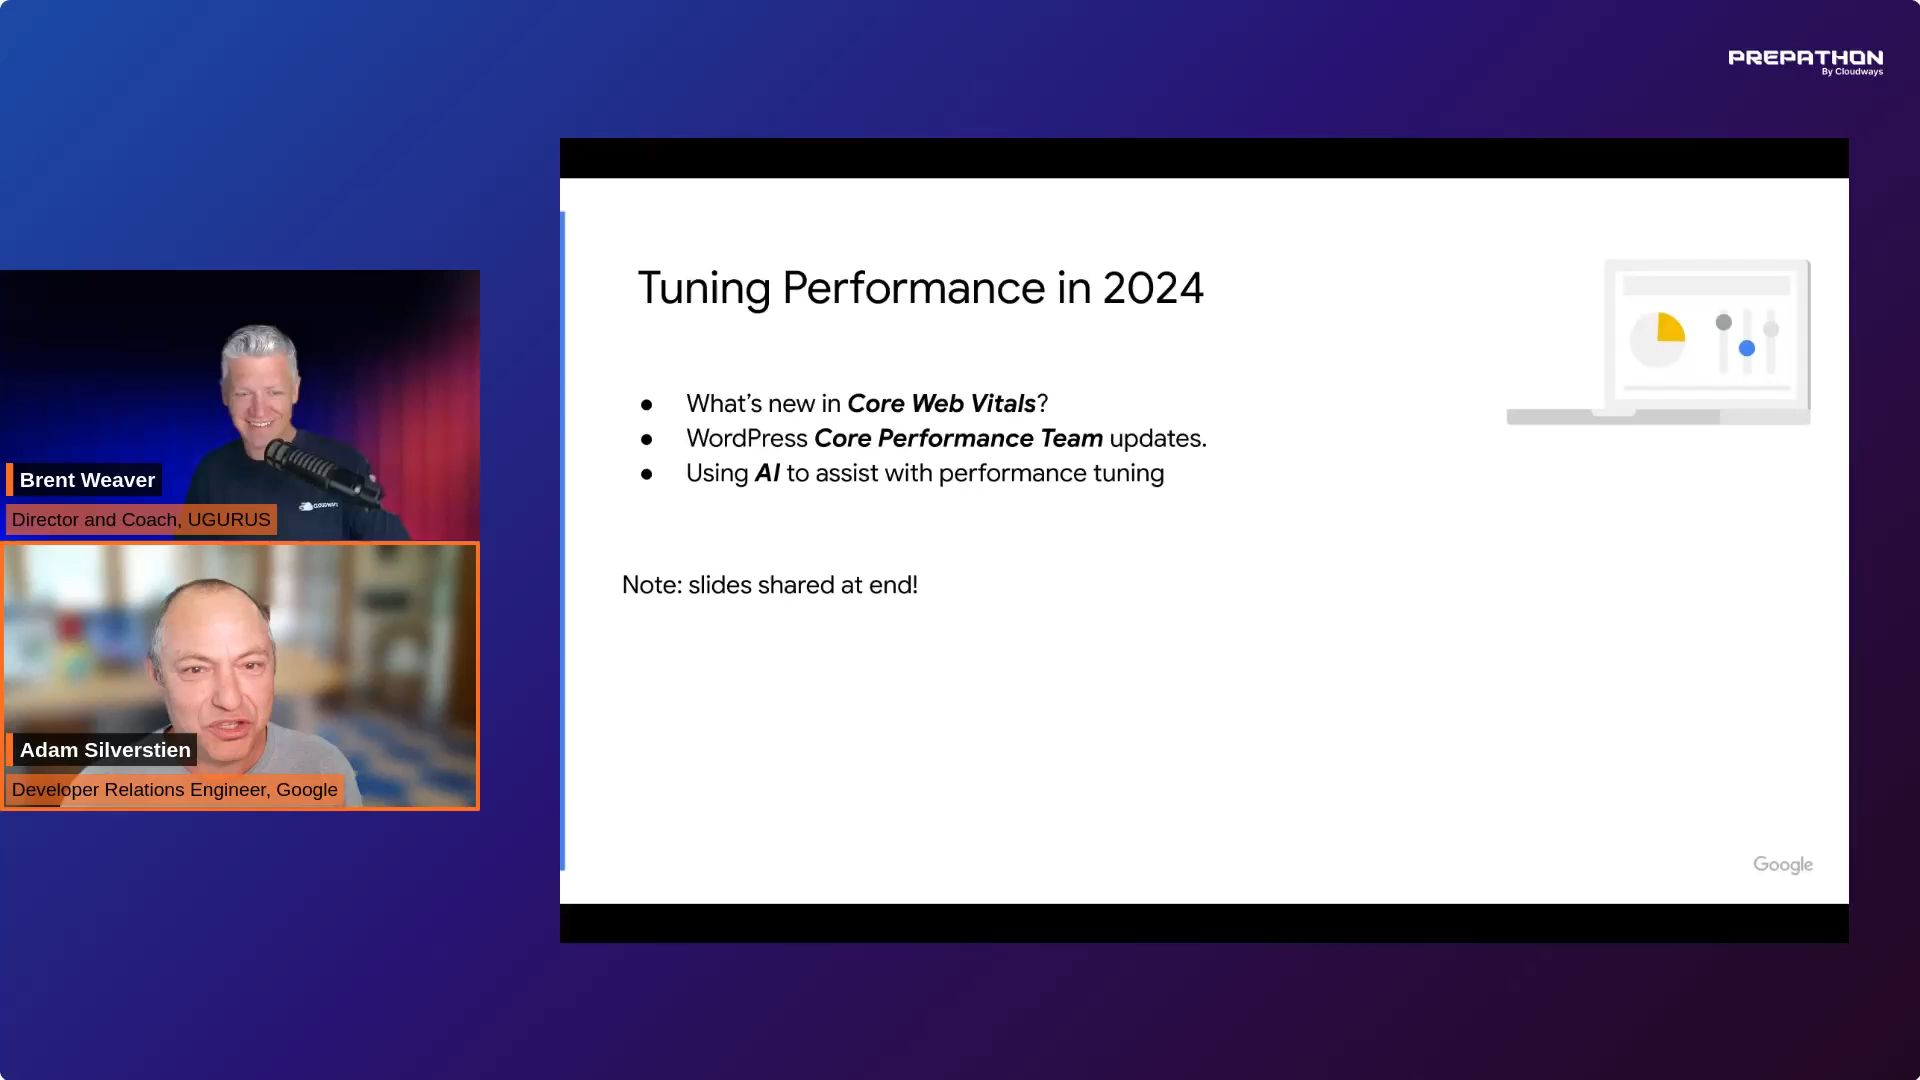 PREPATHON
By Cloudways
Tuning Performance in 2024
● What’s new in Core Web Vitals?
● WordPress Core Performance Team updates.
● Using AI to assist with performance tuning
Note: slides shared at end!
Google
CLOUDWAYS
Brent Weaver
Director and Coach, UGURUS
Adam Silverstien
Developer Relations Engineer, Google